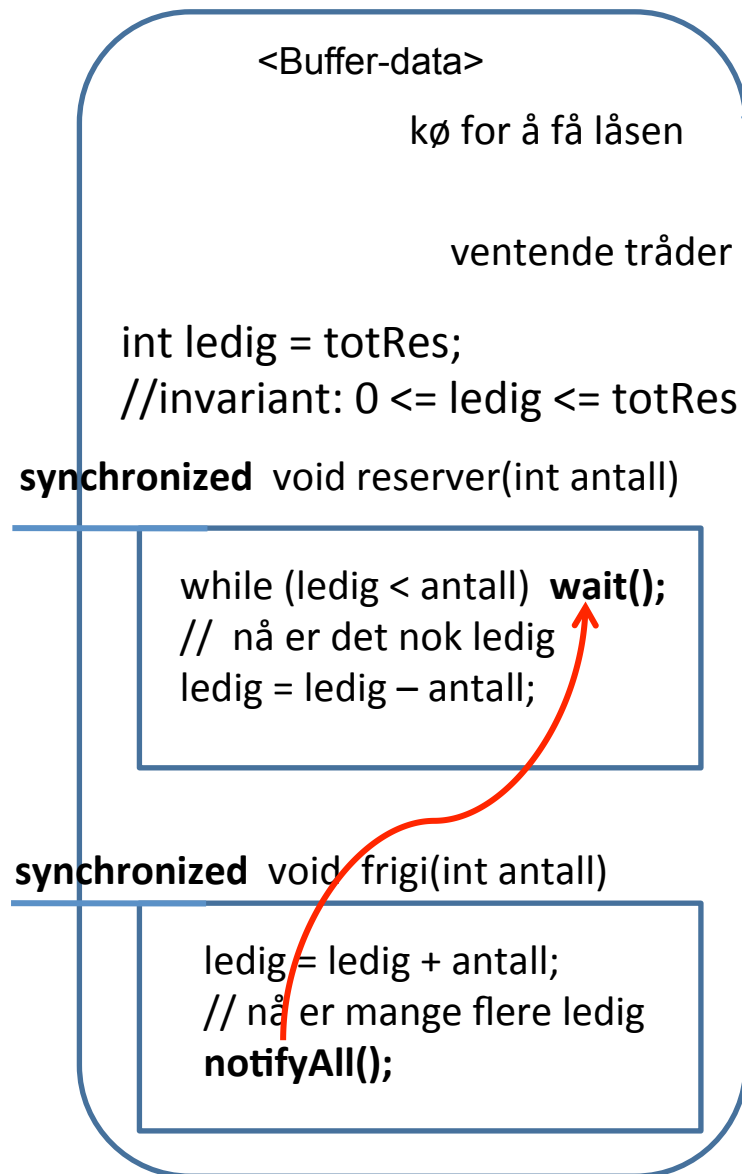 <Buffer-data>
kø for å få låsen
ventende tråder
int ledig = totRes;
//invariant: 0 <= ledig <= totRes
synchronized void reserver(int antall)
while (ledig < antall) wait();
// nå er det nok ledig
ledig = ledig – antall;
synchronized void frigi(int antall)
ledig = ledig + antall;
// nå er mange flere ledig
notifyAll();